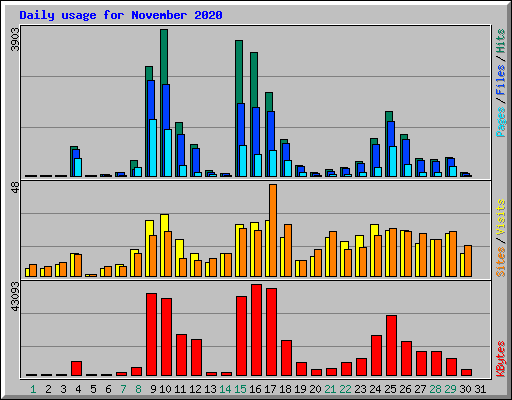 Daily usage for November 2020
3903
Pages / Files / Hits
48
Sites / Visits
43093
KBytes
1 2 3 4 5 6 7 8 9 10 11 12 13 14 15 16 17 18 19 20 21 22 23 24 25 26 27 28 29 30 31